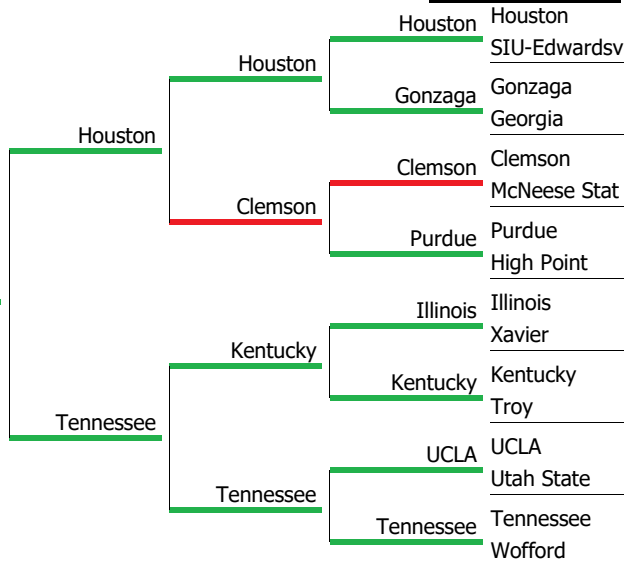 Houston
SIU-Edwardsv
Gonzaga
Georgia
Clemson
McNeese Stat
Purdue
High Point
Illinois
Xavier
Kentucky
Troy
UCLA
Utah State
Tennessee
Wofford
Houston
Gonzaga
Clemson
Purdue
Illinois
Kentucky
UCLA
Tennessee
Houston
Clemson
Kentucky
Tennessee
Houston
Tennessee